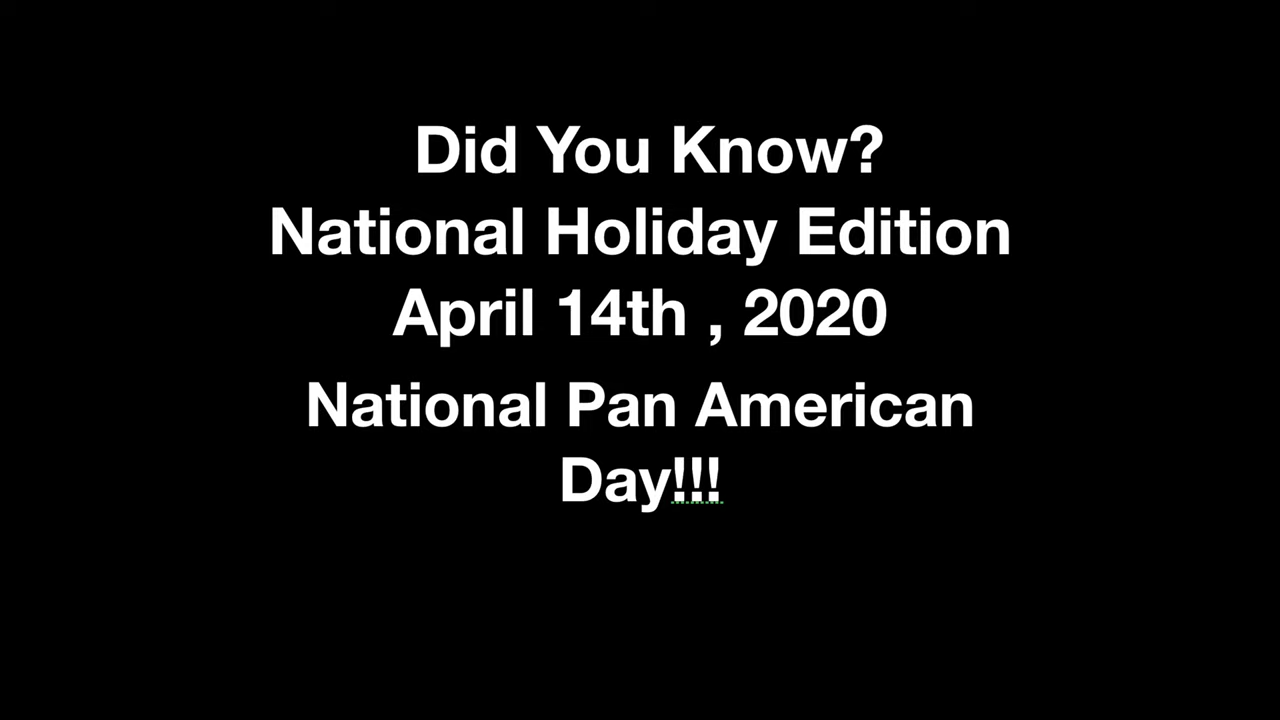 Did You Know?
National Holiday Edition
April 14th , 2020
National Pan American
Day!!!